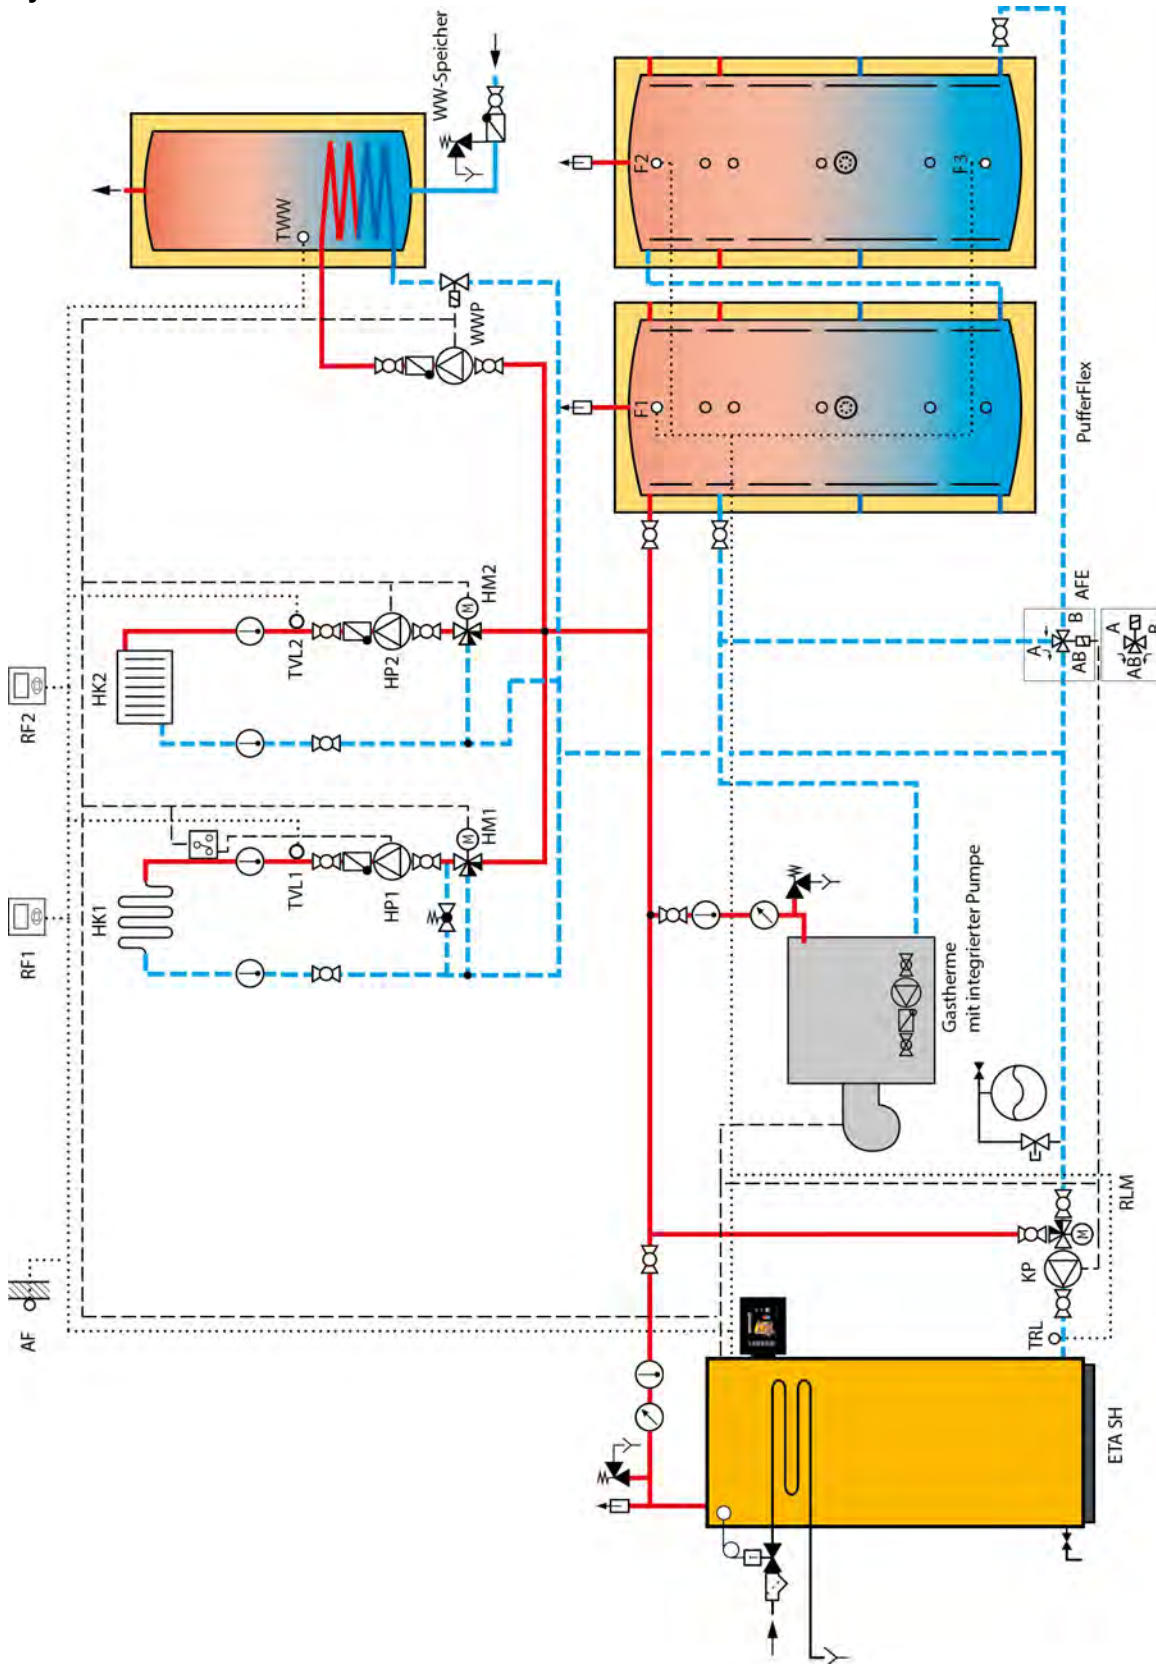 AF
RF1
RF2
HK1
HK2
TVL1
TVL2
TWW
WW-Speicher
HP1
HP2
WWP
M
HM1
M
HM2
F1
F2
F3
Gastherme
mit integrierter Pumpe
PufferFlex
TRL
KP
M
RLM
A
AB
B
AFE
A
AB
ETA SH